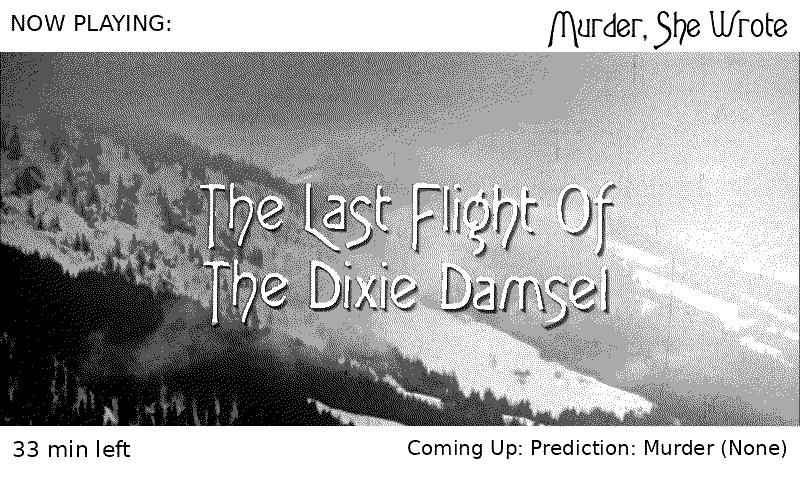 NOW PLAYING:
Murder, She Wrote
The Last Flight Of
The Dixie Damsel
33 min left
Coming Up: Prediction: Murder (None)